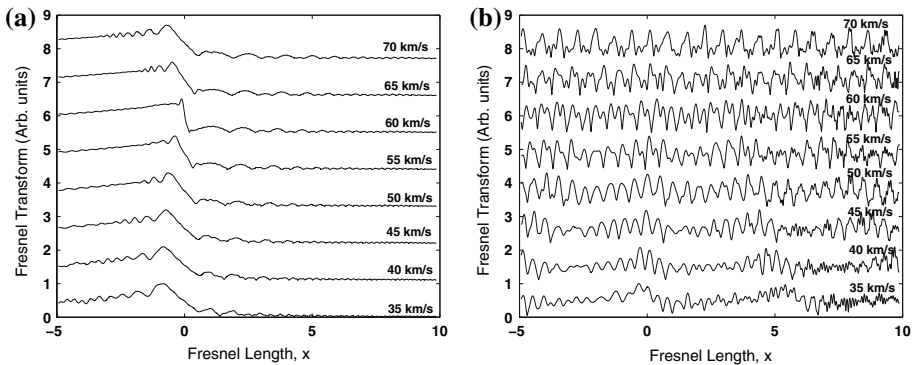 (a)
Fresnel Transform (Arb. units)
9
8
7
6
5
4
3
2
1
0
70 km/s
65 km/s
60 km/s
55 km/s
50 km/s
45 km/s
40 km/s
35 km/s
−5
0
5
10
Fresnel Length, x
(b)
Fresnel Transform (Arb. units)
9
8
7
6
5
4
3
2
1
0
70 km/s
65 km/s
60 km/s
55 km/s
50 km/s
45 km/s
40 km/s
35 km/s
−5
0
5
10
Fresnel Length, x